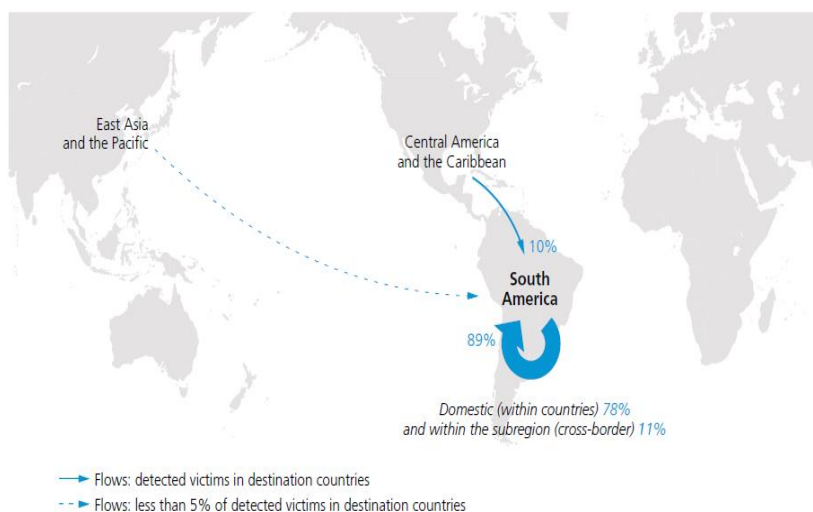 East Asia
and the Pacific
Central America
and the Caribbean
10%
South
America
89%
Domestic (within countries) 78%
and within the subregion (cross-border) 11%
Flows: detected victims in destination countries
Flows: less than 5% of detected victims in destination countries